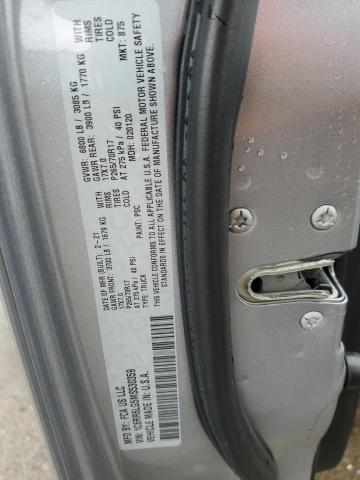 MFD BY: FCA US LLC
DATE OF MFR (BUILT): 2-21
GVWR: 6800 LB / 3085 KG
GAWR FRONT: 3700 LB / 1679 KG
17X7.0
P265/70R17
AT 275 kPa / 40 PSI
GAWR REAR: 3900 LB / 1770 KG
WITH
17X7.0
RIMS
P265/70R17
TIRES
AT 275 kPa / 40 PSI
COLD
TYPE: TRUCK
MDH: 020120
MKT: 875
THIS VEHICLE CONFORMS TO ALL APPLICABLE U.S.A. FEDERAL MOTOR VEHICLE SAFETY
STANDARDS IN EFFECT ON THE DATE OF MANUFACTURE SHOWN ABOVE.
VIN: 1C6RR6LG5MS530359
PAINT: PSC
VEHICLE MADE IN: U.S.A.